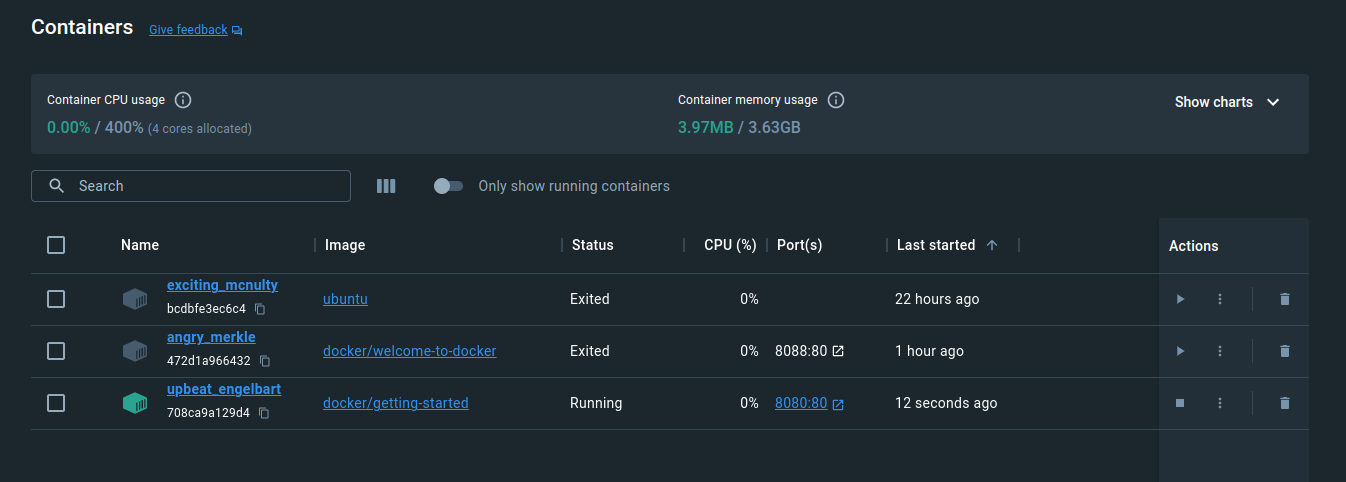 Containers Give feedback
Container CPU usage
0.00% / 400% (4 cores allocated)
Container memory usage
3.97MB / 3.63GB
Show charts
Search
Only show running containers
Name Image Status CPU (%) Port(s) Last started Actions
exciting_mcnulty
bcdbfe3ec6c4
ubuntu Exited 0% 22 hours ago
angry_merkle
472d1a966432
docker/welcome-to-docker Exited 0% 8088:80 1 hour ago
upbeat_engelbart
708ca9a129d4
docker/getting-started Running 0% 8080:80 12 seconds ago